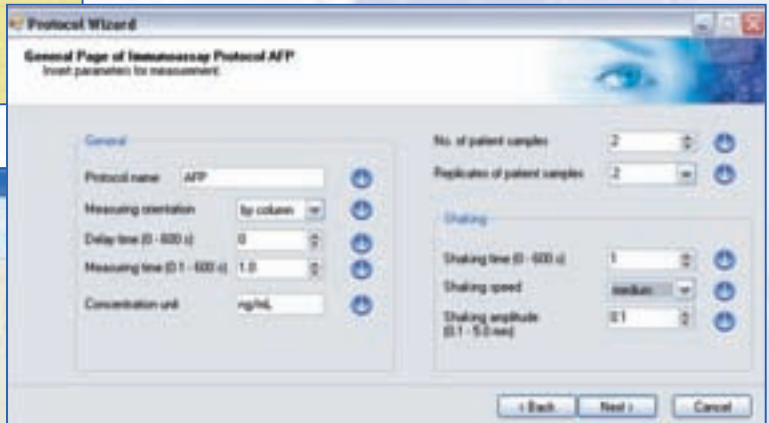 Protocol Wizard
General Page of Immunoassay Protocol AFP
Insert parameters for measurement.
General
Protocol name AFP
Measuring orientation by column
Delay time (0 - 600 s) 0
Measuring time (0.1 - 600 s) 1.0
Concentration unit ng/mL
No. of patient samples 2
Replicates of patient samples 2
Shaking
Shaking time (0 - 600 s) 1
Shaking speed medium
Shaking amplitude
(0.1 - 5.0 mm) 0.1
< Back Next > Cancel